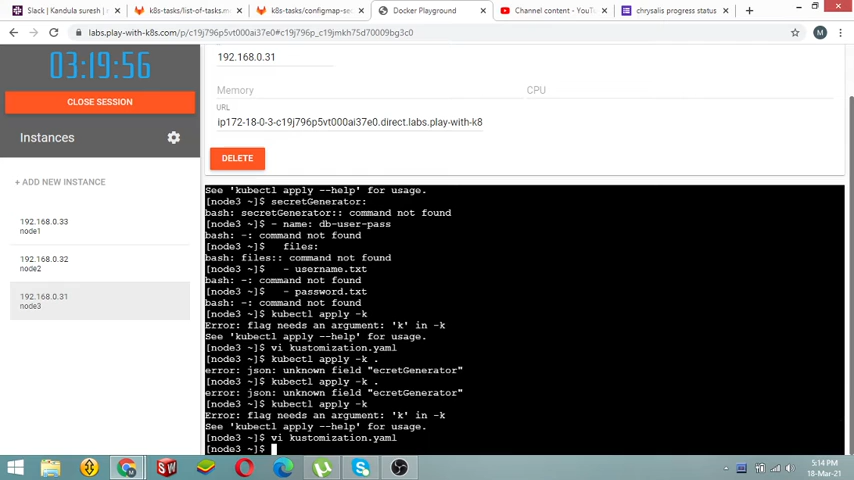 Slack | Kandula suresh |
k8s-tasks/list-of-tasks.m
k8s-tasks/configmap-se
Docker Playground
Channel content - YouT
chrysalis progress status
labs.play-with-k8s.com/p/c19j796p5vt000ai37e0#c19j796p_c19jmkh75d70009bg3c0
M
03:19:56
CLOSE SESSION
Instances
+ ADD NEW INSTANCE
192.168.0.33
node1
192.168.0.32
node2
192.168.0.31
node3
192.168.0.31
Memory
CPU
URL
ip172-18-0-3-c19j796p5vt000ai37e0.direct.labs.play-with-k8
DELETE
See 'kubectl apply --help' for usage.
[node3 ~]$ secretGenerator:
bash: secretGenerator:: command not found
[node3 ~]$ - name: db-user-pass
bash: -: command not found
[node3 ~]$   files:
bash: files:: command not found
[node3 ~]$   - username.txt
bash: -: command not found
[node3 ~]$   - password.txt
bash: -: command not found
[node3 ~]$ kubectl apply -k
Error: flag needs an argument: 'k' in -k
See 'kubectl apply --help' for usage.
[node3 ~]$ vi kustomization.yaml
[node3 ~]$ kubectl apply -k .
error: json: unknown field "ecretGenerator"
[node3 ~]$ kubectl apply -k .
error: json: unknown field "ecretGenerator"
[node3 ~]$ kubectl apply -k
Error: flag needs an argument: 'k' in -k
See 'kubectl apply --help' for usage.
[node3 ~]$ vi kustomization.yaml
[node3 ~]$
5:14 PM
18-Mar-21